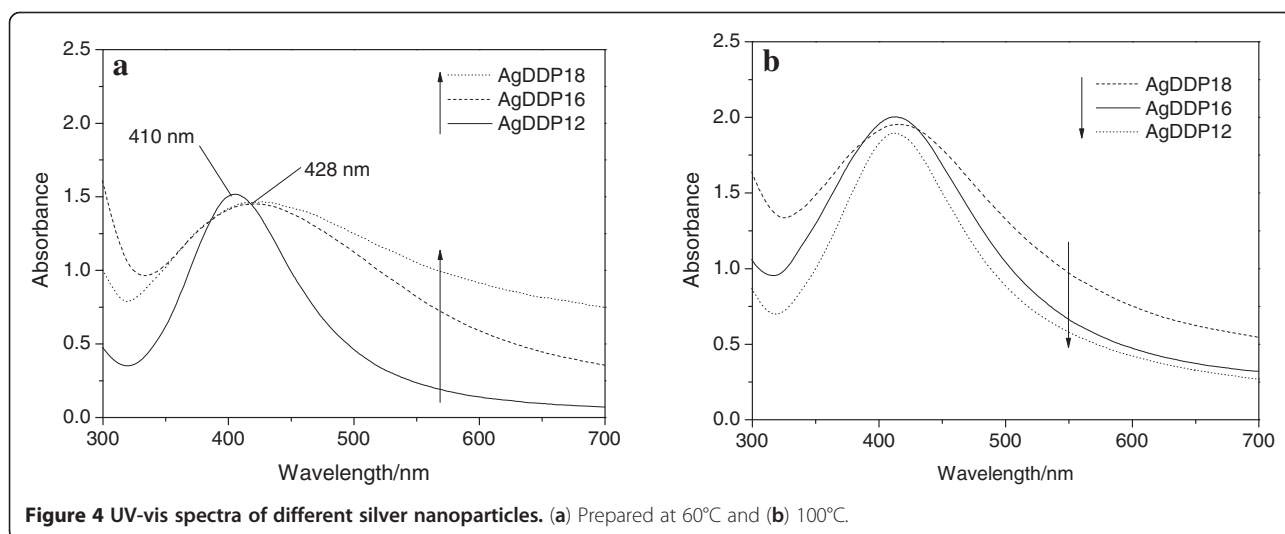 a
2.5
2.0
1.5
1.0
0.5
0.0
Absorbance
AgDDP18
AgDDP16
AgDDP12
410 nm
428 nm
300 400 500 600 700
Wavelength/nm
b
2.5
2.0
1.5
1.0
0.5
0.0
Absorbance
AgDDP18
AgDDP16
AgDDP12
300 400 500 600 700
Wavelength/nm
Figure 4 UV-vis spectra of different silver nanoparticles. (a) Prepared at 60°C and (b) 100°C.